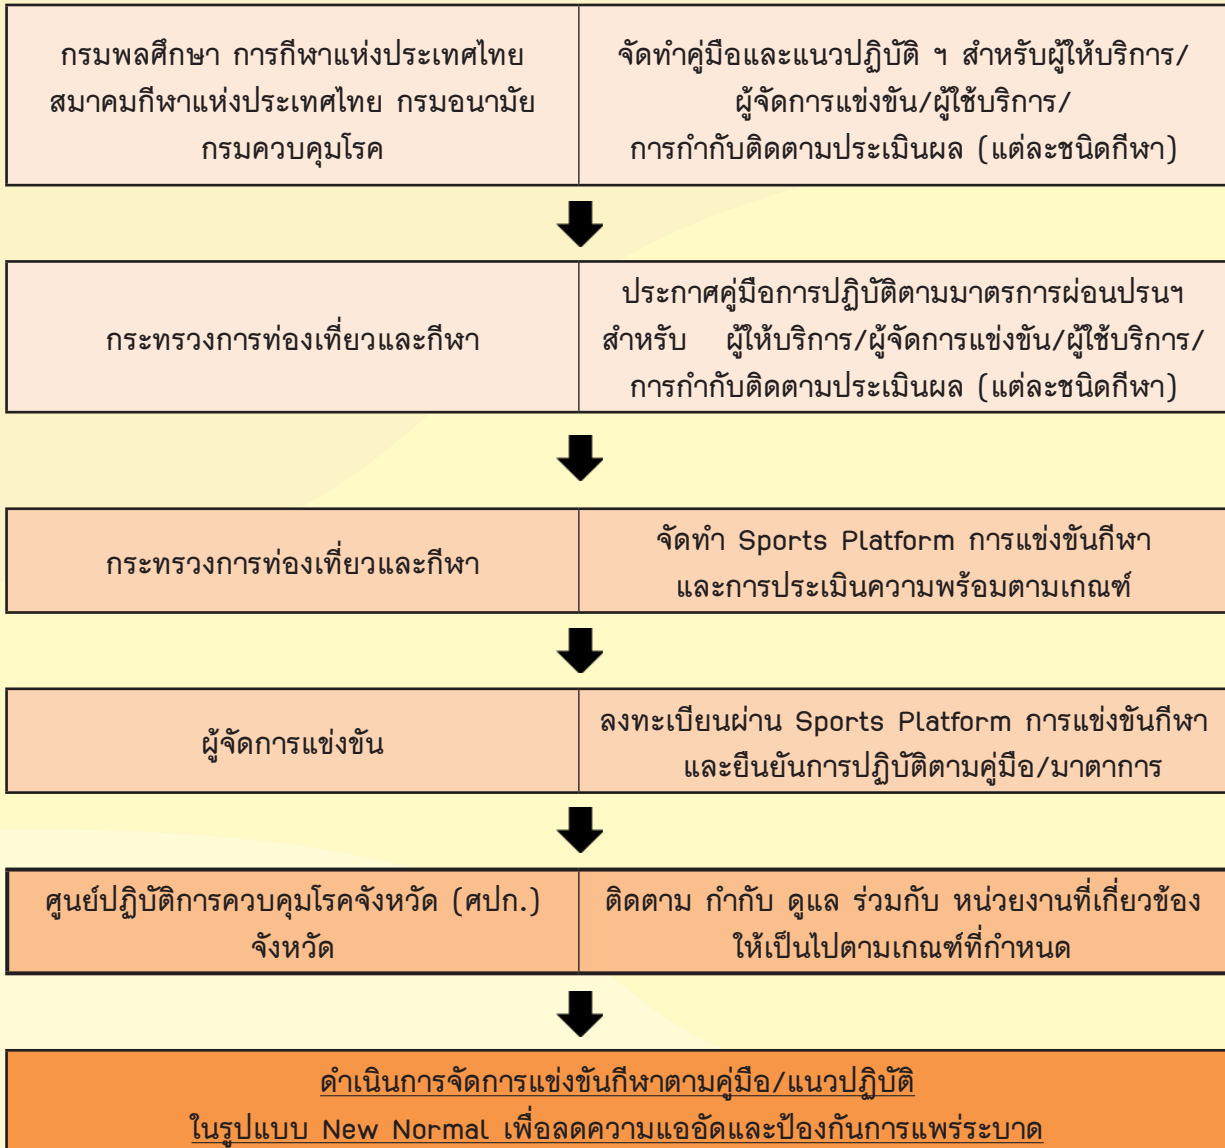 กรมพลศึกษา การกีฬาแห่งประเทศไทย
สมาคมกีฬาแห่งประเทศไทย กรมอนามัย
กรมควบคุมโรค
จัดทำคู่มือและแนวปฏิบัติ ฯ สำหรับผู้ให้บริการ/
ผู้จัดการแข่งขัน/ผู้ใช้บริการ/
การกำกับติดตามประเมินผล (แต่ละชนิดกีฬา)
กระทรวงการท่องเที่ยวและกีฬา
ประกาศคู่มือการปฏิบัติตามมาตรการผ่อนปรนฯ
สำหรับ ผู้ให้บริการ/ผู้จัดการแข่งขัน/ผู้ใช้บริการ/
การกำกับติดตามประเมินผล (แต่ละชนิดกีฬา)
กระทรวงการท่องเที่ยวและกีฬา
จัดทำ Sports Platform การแข่งขันกีฬา
และการประเมินความพร้อมตามเกณฑ์
ผู้จัดการแข่งขัน
ลงทะเบียนผ่าน Sports Platform การแข่งขันกีฬา
และยืนยันการปฏิบัติตามคู่มือ/มาตาการ
ศูนย์ปฏิบัติการควบคุมโรคจังหวัด (ศปก.)
จังหวัด
ติดตาม กำกับ ดูแล ร่วมกับ หน่วยงานที่เกี่ยวข้อง
ให้เป็นไปตามเกณฑ์ที่กำหนด
ดำเนินการจัดการแข่งขันกีฬาตามคู่มือ/แนวปฏิบัติ
ในรูปแบบ New Normal เพื่อลดความแออัดและป้องกันการแพร่ระบาด